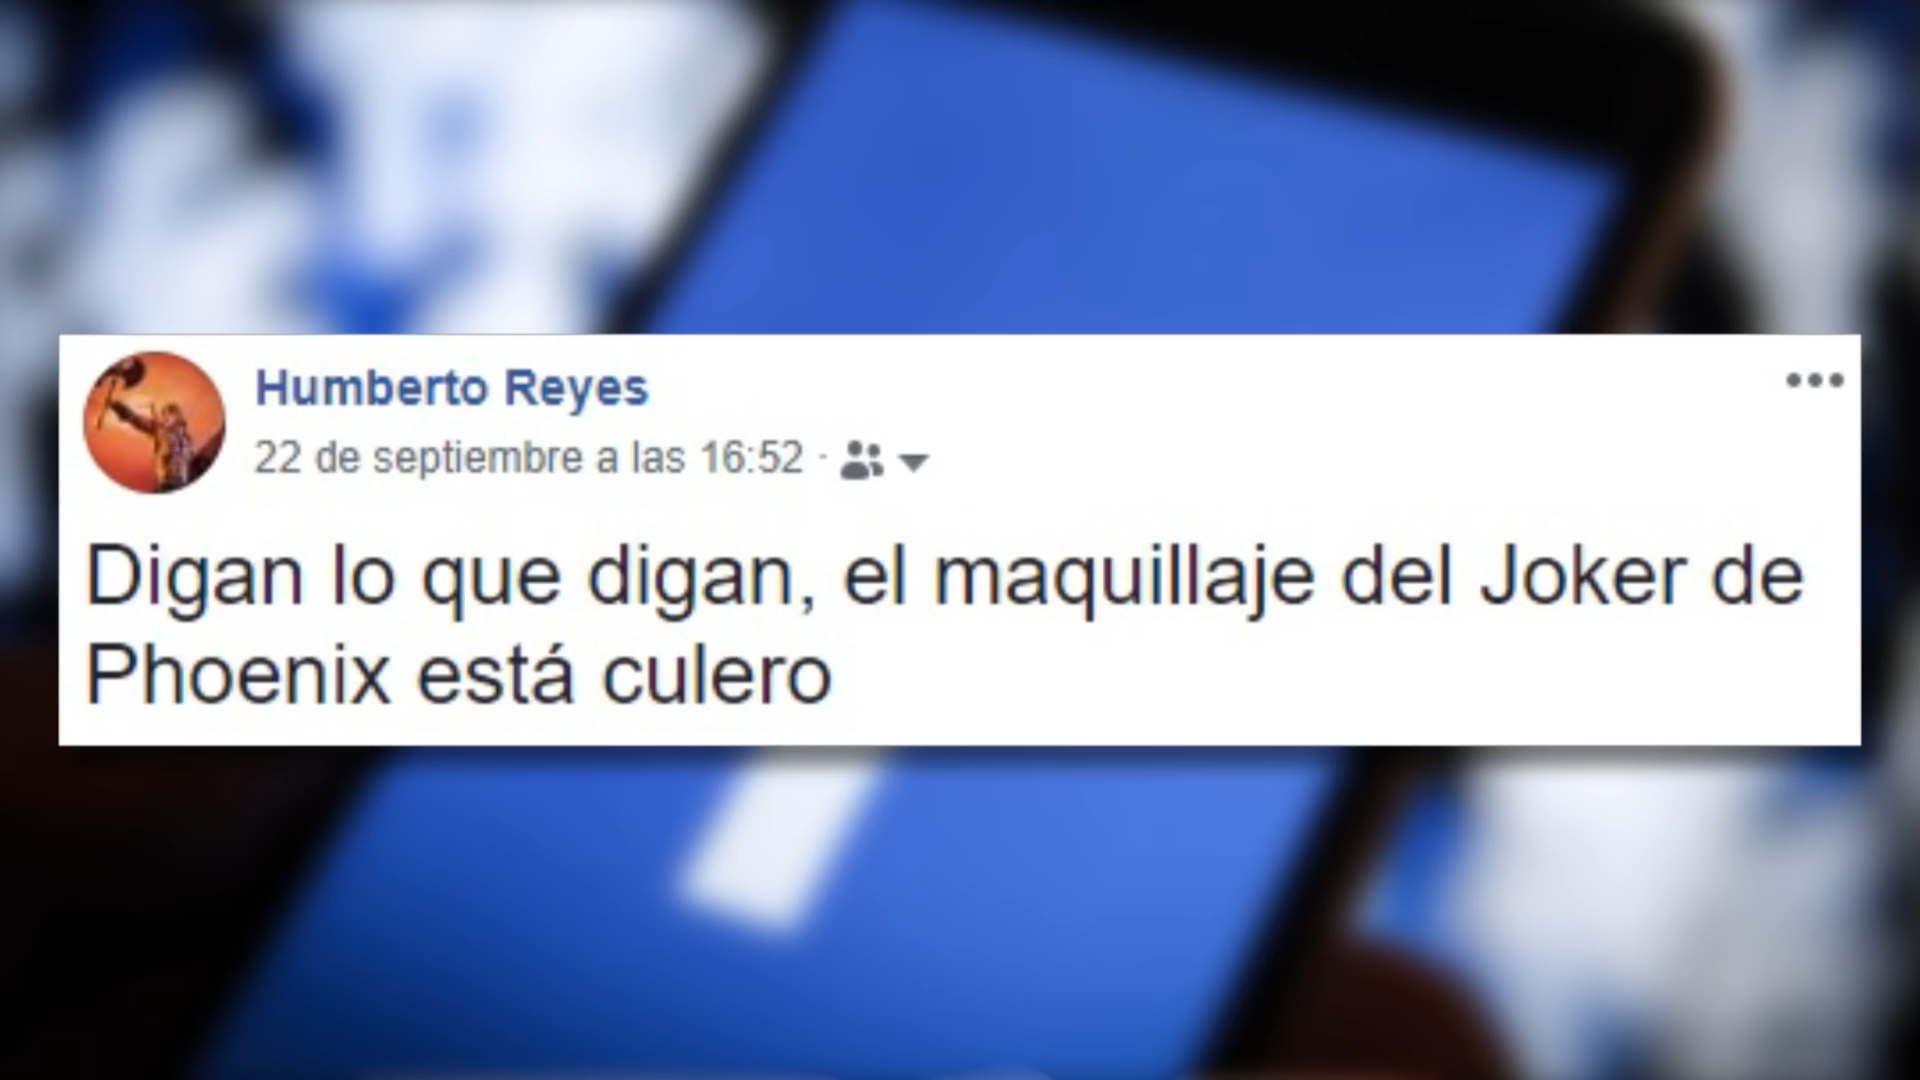 Humberto Reyes
22 de septiembre a las 16:52 ·
Digan lo que digan, el maquillaje del Joker de
Phoenix está culero